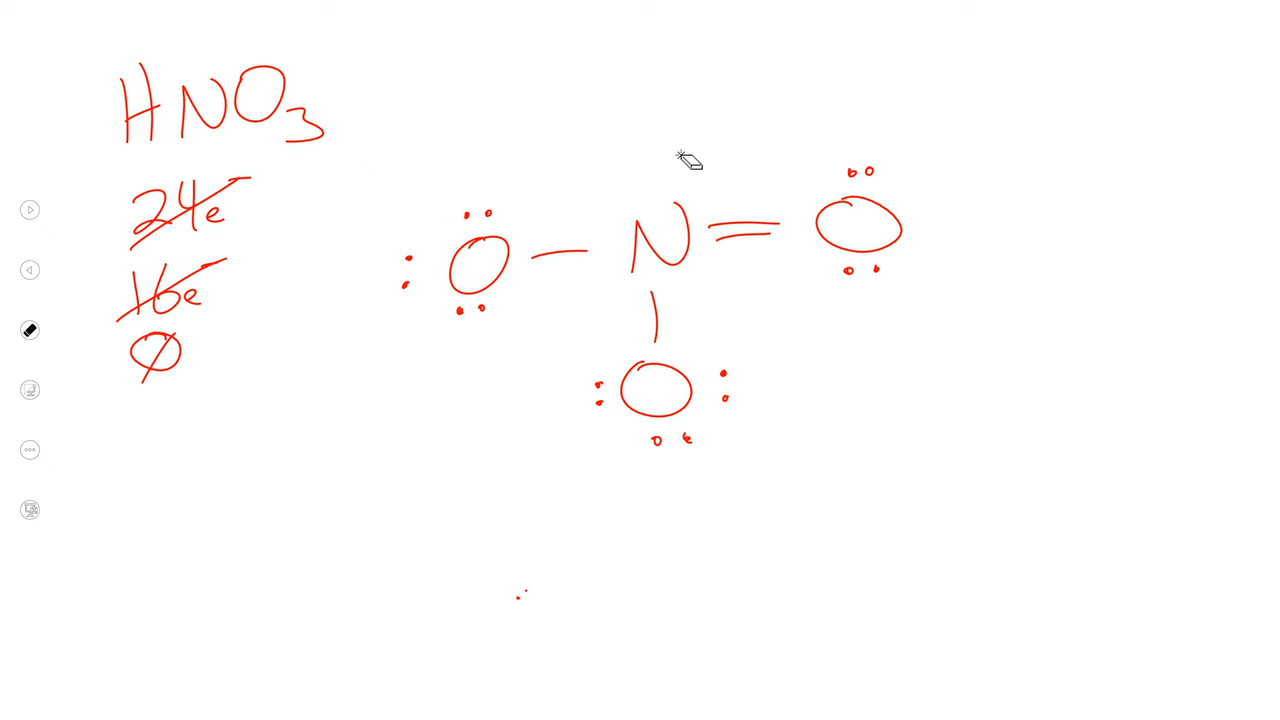 HNO3
24e
16e
0
O — N = O
|
O